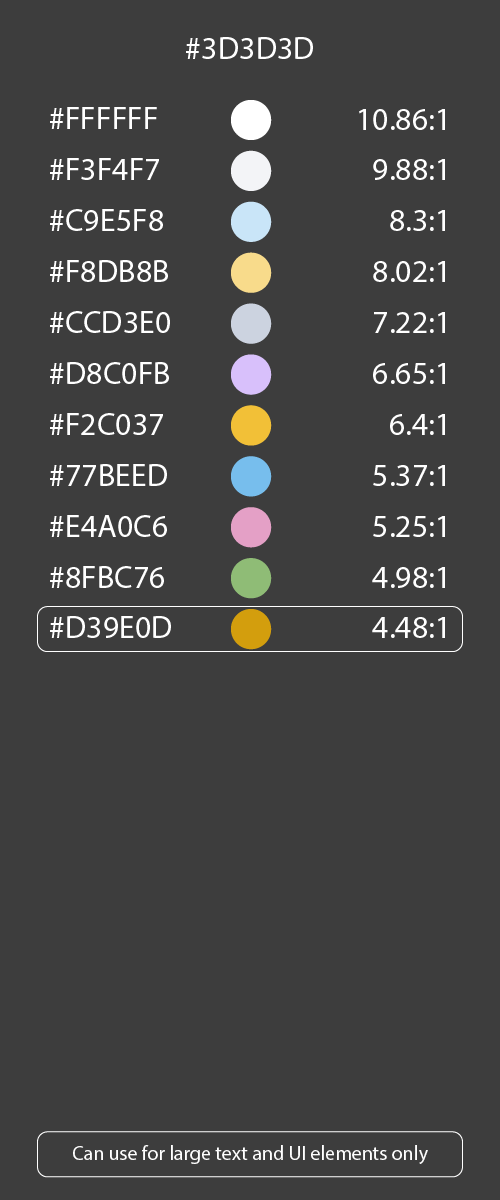 #3D3D3D
#FFFFFF 10.86:1
#F3F4F7 9.88:1
#C9E5F8 8.3:1
#F8DB8B 8.02:1
#CCD3E0 7.22:1
#D8C0FB 6.65:1
#F2C037 6.4:1
#77BEED 5.37:1
#E4A0C6 5.25:1
#8FBC76 4.98:1
#D39E0D 4.48:1
Can use for large text and UI elements only